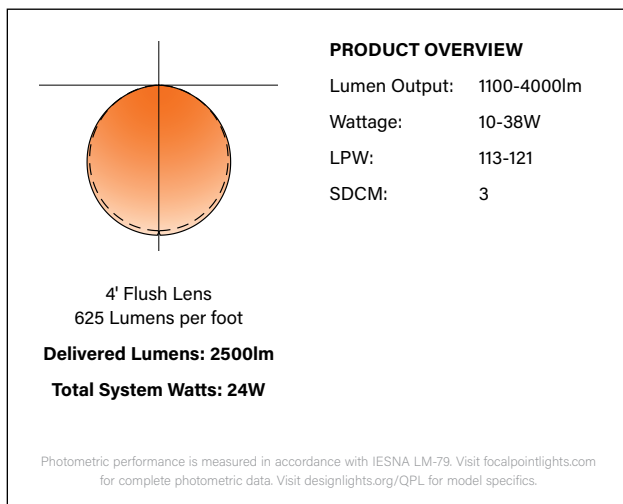 PRODUCT OVERVIEW
Lumen Output: 1100-4000lm
Wattage: 10-38W
LPW: 113-121
SDCM: 3
4' Flush Lens
625 Lumens per foot
Delivered Lumens: 2500lm
Total System Watts: 24W
Photometric performance is measured in accordance with IESNA LM-79. Visit focalpointlights.com
for complete photometric data. Visit designlights.org/QPL for model specifics.